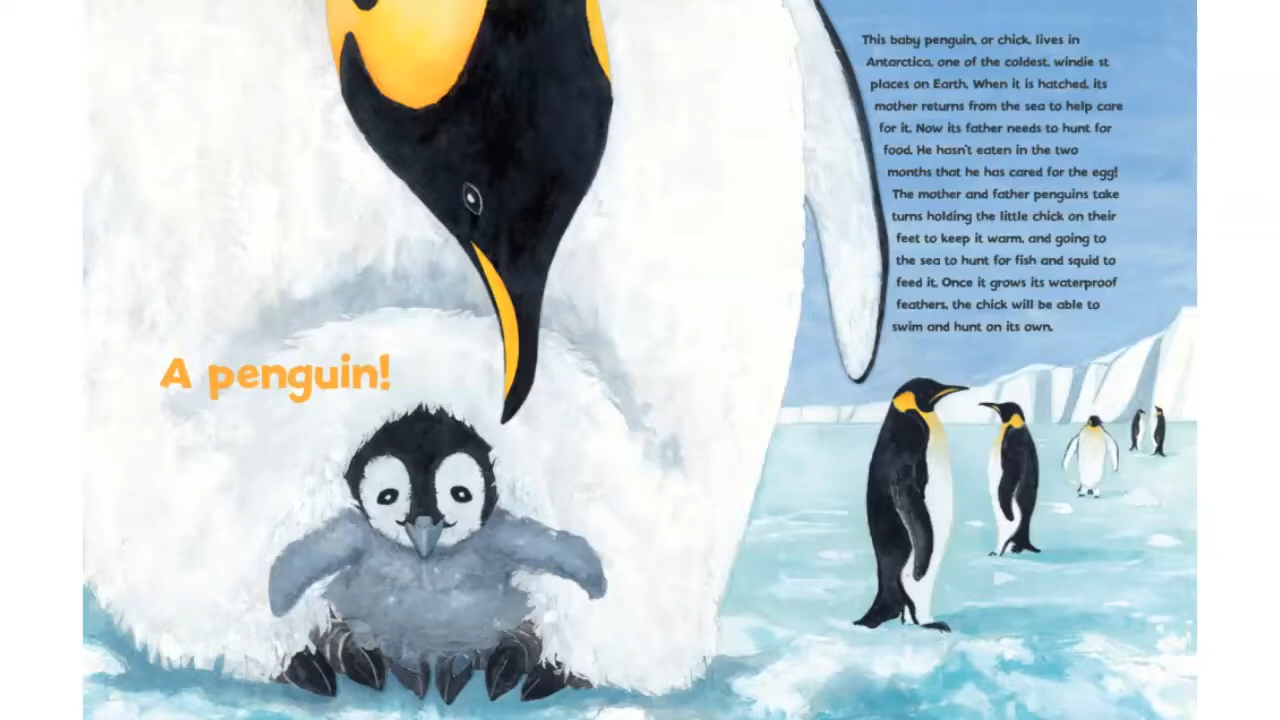 A penguin!
This baby penguin, or chick, lives in
Antarctica, one of the coldest, windie st
places on Earth. When it is hatched, its
mother returns from the sea to help care
for it. Now its father needs to hunt for
food. He hasn't eaten in the two
months that he has cared for the egg!
The mother and father penguins take
turns holding the little chick on their
feet to keep it warm, and going to
the sea to hunt for fish and squid to
feed it. Once it grows its waterproof
feathers, the chick will be able to
swim and hunt on its own.